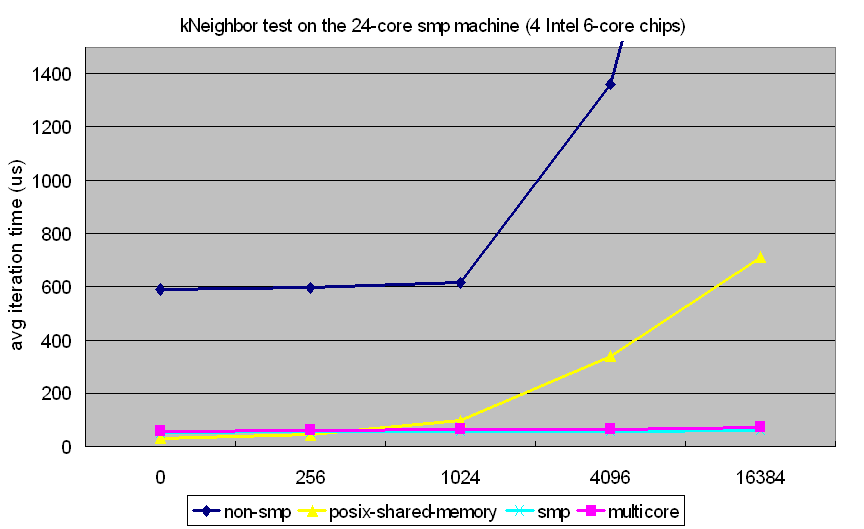 kNeighbor test on the 24-core smp machine (4 Intel 6-core chips)
avg iteration time (us)
1400
1200
1000
800
600
400
200
0
0 256 1024 4096 16384
non-smp posix-shared-memory smp multicore